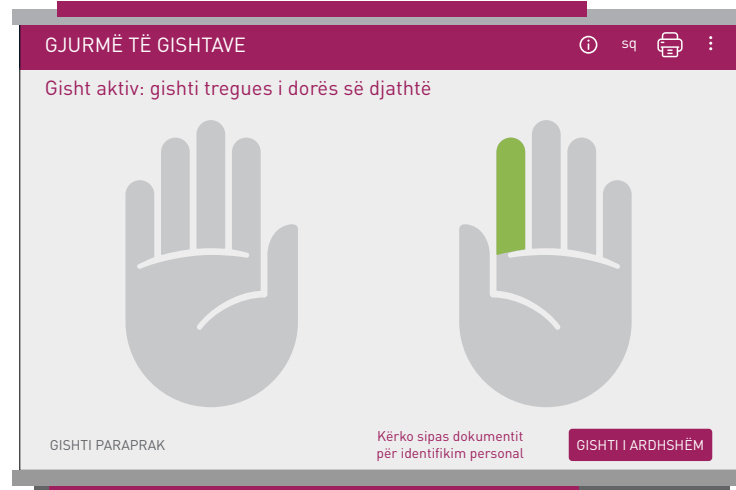 GJURMË TË GISHTAVE
sq
Gisht aktiv: gishti tregues i dorës së djathtë
GISHTI PARAPRAK
Kërko sipas dokumentit
për identifikim personal
GISHTI I ARDHSHËM